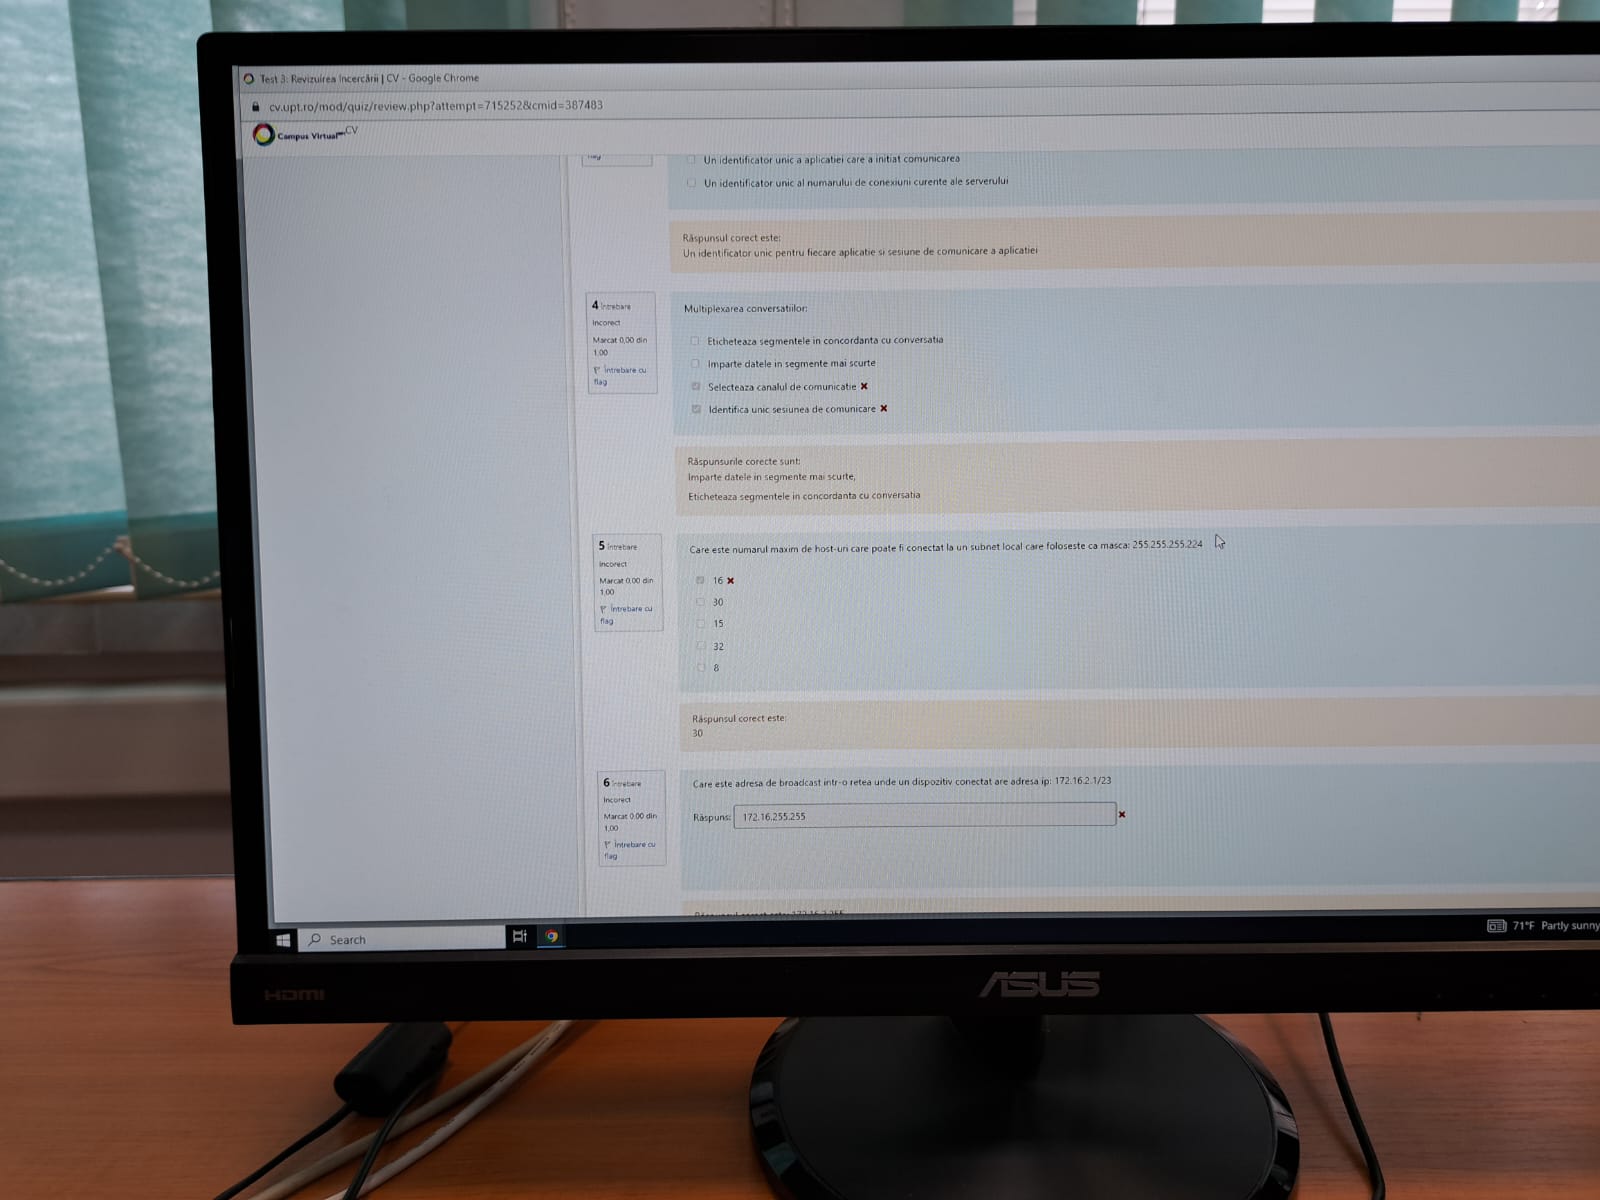 Test 3: Revizuirea încercării | CV - Google Chrome
cv.upt.ro/mod/quiz/review.php?attempt=715252&cmid=387483
Campus Virtual CV
flag
Un identificator unic a aplicatiei care a initiat comunicarea
Un identificator unic al numarului de conexiuni curente ale serverului
Răspunsul corect este:
Un identificator unic pentru fiecare aplicatie si sesiune de comunicare a aplicatiei
4 Întrebare
Incorect
Marcat 0,00 din
1,00
Întrebare cu
flag
Multiplexarea conversatiilor:
Eticheteaza segmentele in concordanta cu conversatia
Imparte datele in segmente mai scurte
Selecteaza canalul de comunicatie
Identifica unic sesiunea de comunicare
Răspunsurile corecte sunt:
Imparte datele in segmente mai scurte,
Eticheteaza segmentele in concordanta cu conversatia
5 Întrebare
Incorect
Marcat 0,00 din
1,00
Întrebare cu
flag
Care este numarul maxim de host-uri care poate fi conectat la un subnet local care foloseste ca masca: 255.255.255.224
16
30
15
32
8
Răspunsul corect este:
30
6 Întrebare
Incorect
Marcat 0,00 din
1,00
Întrebare cu
flag
Care este adresa de broadcast intr-o retea unde un dispozitiv conectat are adresa ip: 172.16.2.1/23
Răspuns: 172.16.255.255
Răspunsul corect este: 172.16.3.255
Search
71°F Partly sunny
HDMI
ASUS